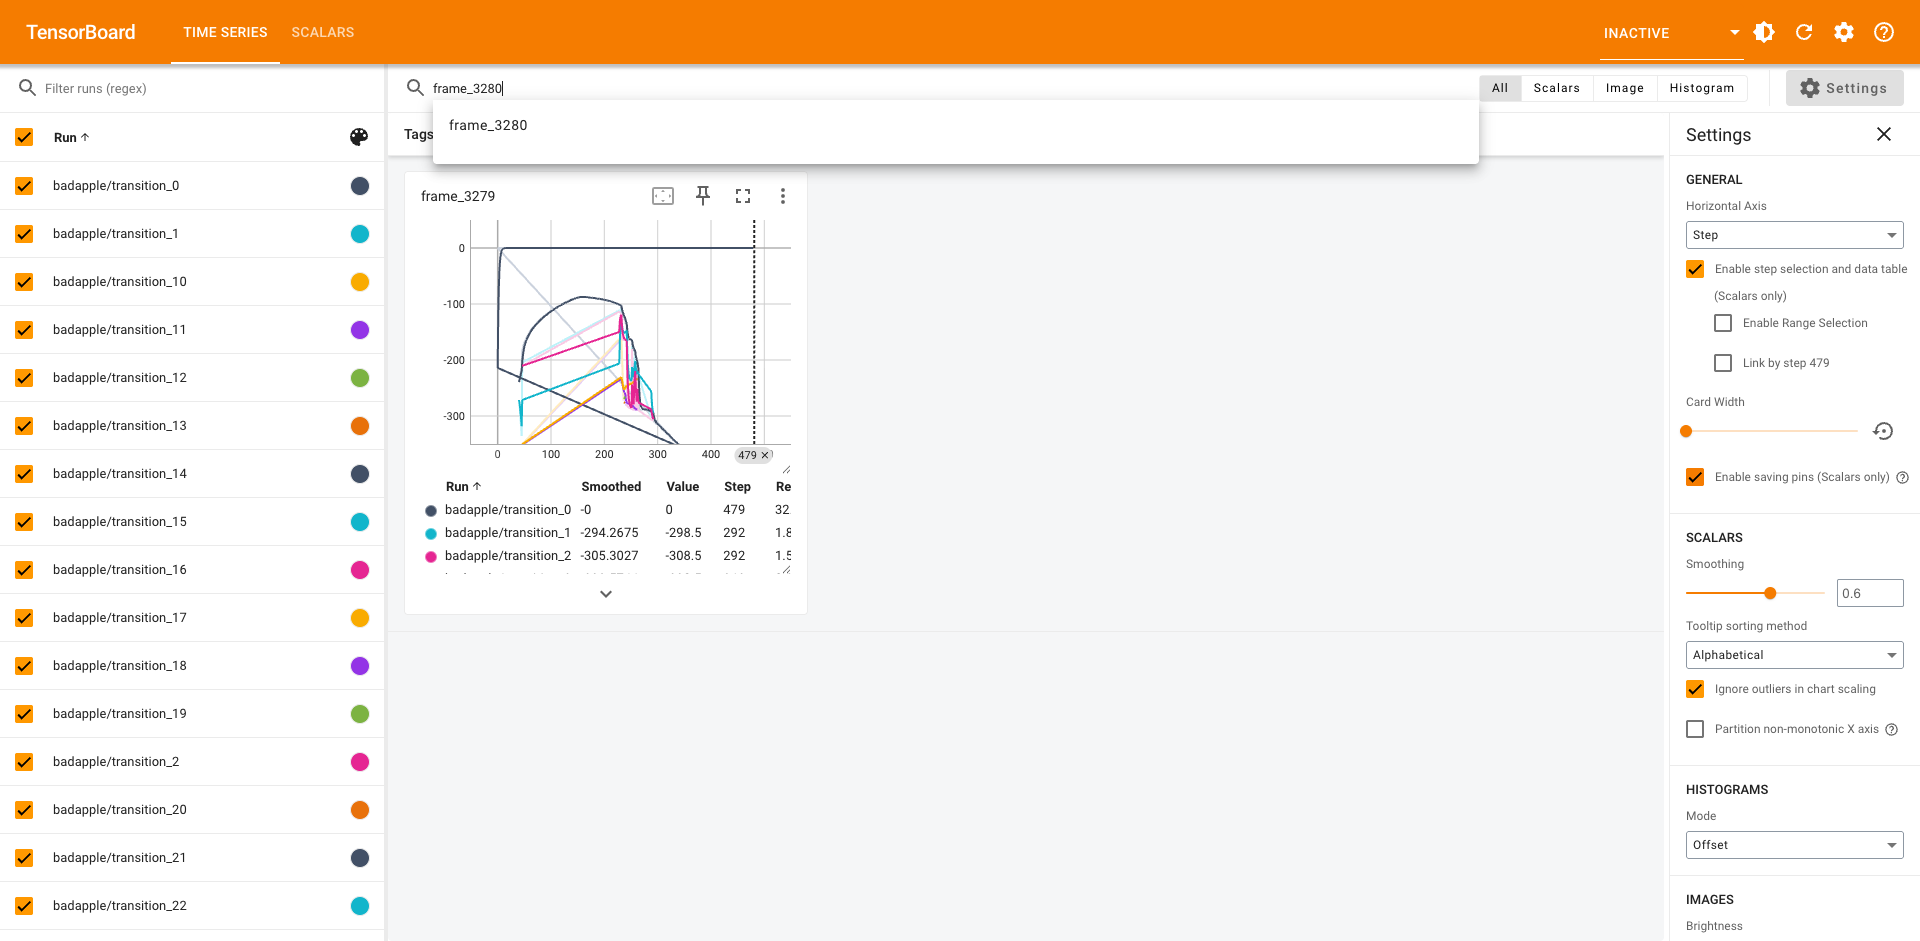 TensorBoard
TIME SERIES
SCALARS
INACTIVE
Filter runs (regex)
frame_3280
All
Scalars
Image
Histogram
Settings
frame_3280
Run
badapple/transition_0
badapple/transition_1
badapple/transition_10
badapple/transition_11
badapple/transition_12
badapple/transition_13
badapple/transition_14
badapple/transition_15
badapple/transition_16
badapple/transition_17
badapple/transition_18
badapple/transition_19
badapple/transition_2
badapple/transition_20
badapple/transition_21
badapple/transition_22
Tags
frame_3279
0
-100
-200
-300
0 100 200 300 400 479
Run Smoothed Value Step Re
badapple/transition_0 -0 0 479 32.
badapple/transition_1 -294.2675 -298.5 292 1.8
badapple/transition_2 -305.3027 -308.5 292 1.5
Settings
GENERAL
Horizontal Axis
Step
Enable step selection and data table
(Scalars only)
Enable Range Selection
Link by step 479
Card Width
Enable saving pins (Scalars only)
SCALARS
Smoothing
0.6
Tooltip sorting method
Alphabetical
Ignore outliers in chart scaling
Partition non-monotonic X axis
HISTOGRAMS
Mode
Offset
IMAGES
Brightness